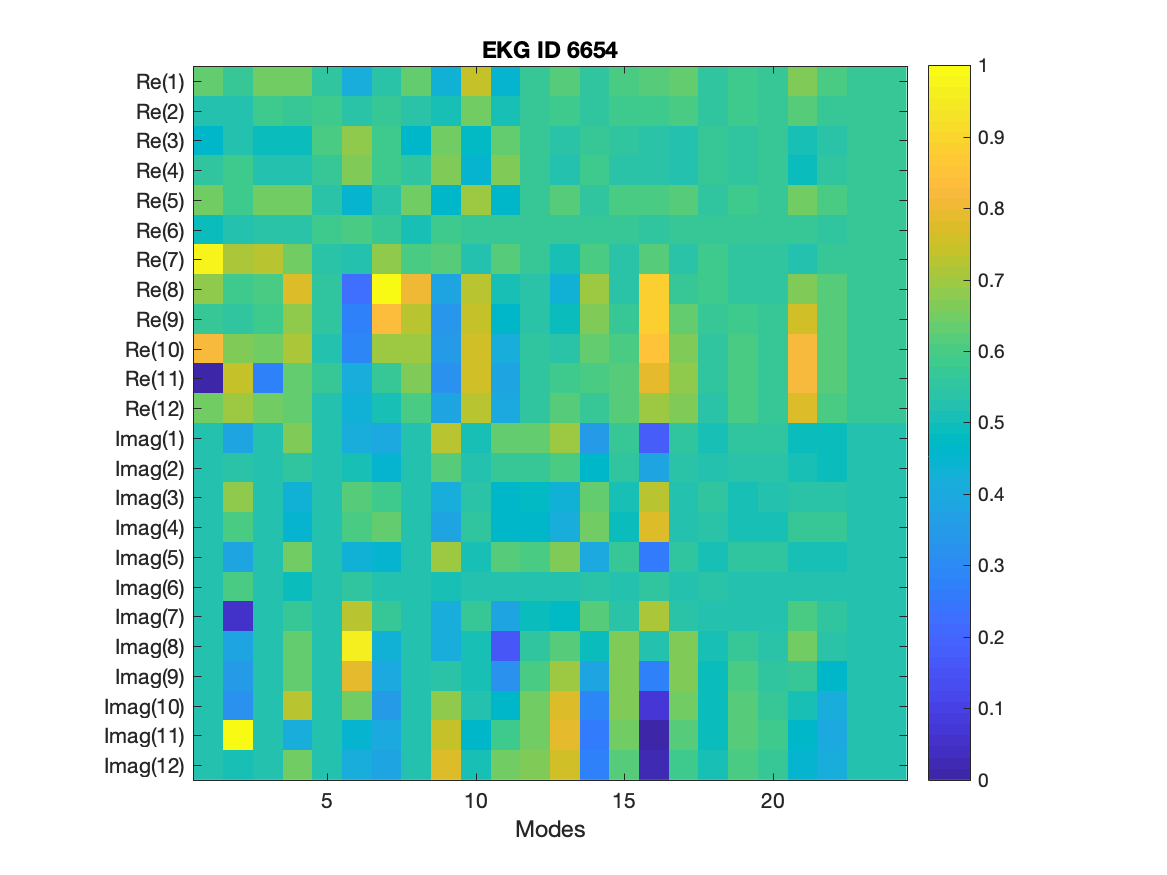 EKG ID 6654
Re(1)
Re(2)
Re(3)
Re(4)
Re(5)
Re(6)
Re(7)
Re(8)
Re(9)
Re(10)
Re(11)
Re(12)
Imag(1)
Imag(2)
Imag(3)
Imag(4)
Imag(5)
Imag(6)
Imag(7)
Imag(8)
Imag(9)
Imag(10)
Imag(11)
Imag(12)
5 10 15 20
Modes
1
0.9
0.8
0.7
0.6
0.5
0.4
0.3
0.2
0.1
0